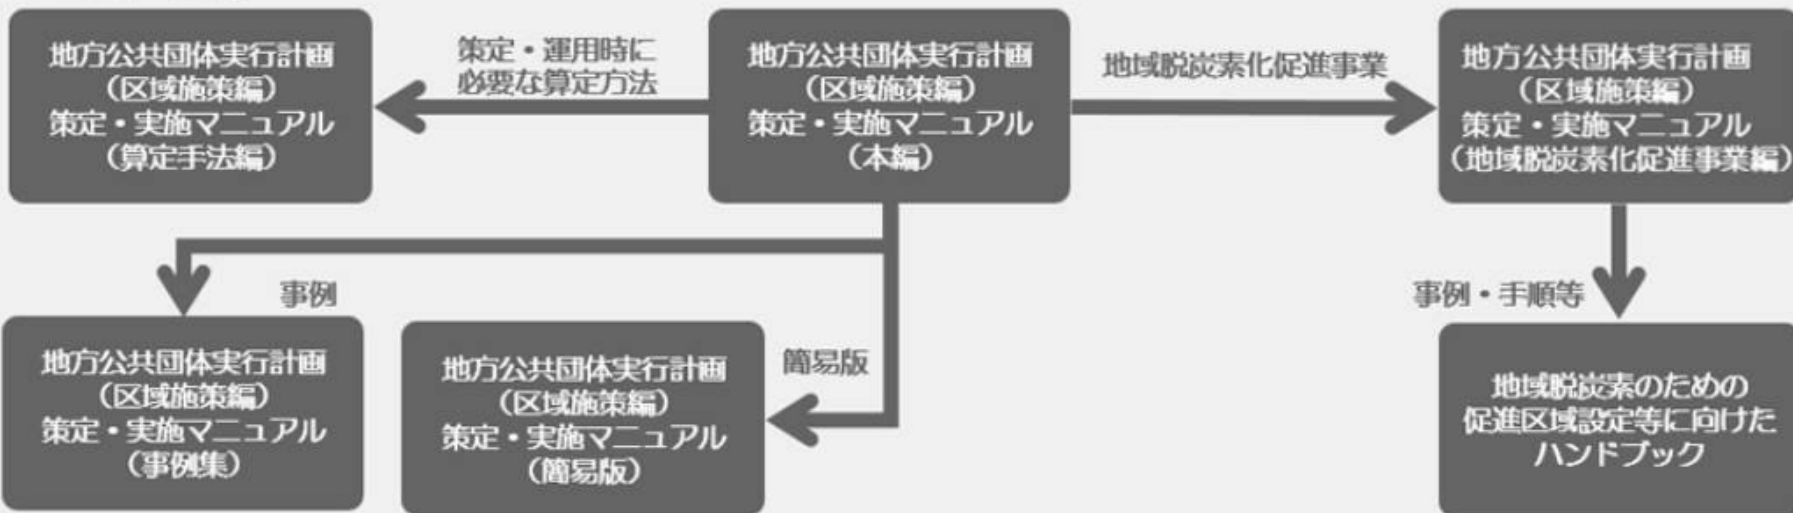 地方公共団体実行計画
（区域施策編）
策定・実施マニュアル
（算定手法編）
策定・運用時に
必要な算定方法
地方公共団体実行計画
（区域施策編）
策定・実施マニュアル
（本編）
地域脱炭素化促進事業
地方公共団体実行計画
（区域施策編）
策定・実施マニュアル
（地域脱炭素化促進事業編）
事例
地方公共団体実行計画
（区域施策編）
策定・実施マニュアル
（事例集）
地方公共団体実行計画
（区域施策編）
策定・実施マニュアル
（簡易版）
簡易版
事例・手順等
地域脱炭素のための
促進区域設定等に向けた
ハンドブック